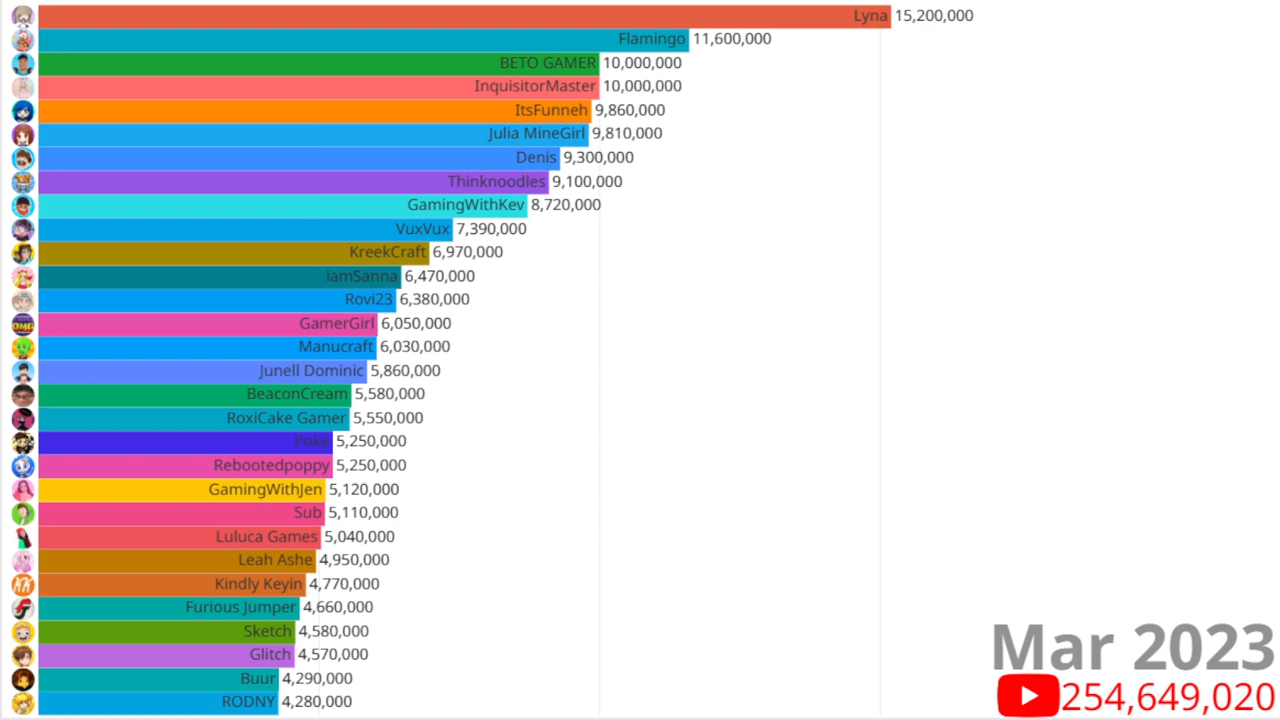 Lyna 15,200,000
Flamingo 11,600,000
BETO GAMER 10,000,000
InquisitorMaster 10,000,000
ItsFunneh 9,860,000
Julia MineGirl 9,810,000
Denis 9,300,000
Thinknoodles 9,100,000
GamingWithKev 8,720,000
VuxVux 7,390,000
KreekCraft 6,970,000
iamSanna 6,470,000
Rovi23 6,380,000
GamerGirl 6,050,000
Manucraft 6,030,000
Junell Dominic 5,860,000
BeaconCream 5,580,000
RoxiCake Gamer 5,550,000
Poke 5,250,000
Rebootedpoppy 5,250,000
GamingWithJen 5,120,000
Sub 5,110,000
Luluca Games 5,040,000
Leah Ashe 4,950,000
Kindly Keyin 4,770,000
Furious Jumper 4,660,000
Sketch 4,580,000
Glitch 4,570,000
Buur 4,290,000
RODNY 4,280,000
Mar 2023
254,649,020